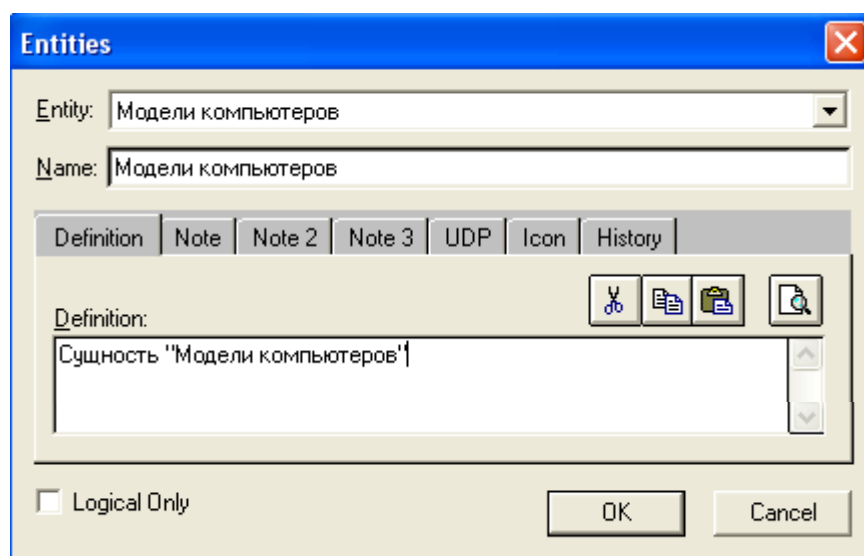 Entities
Entity: Модели компьютеров
Name: Модели компьютеров
Definition Note Note 2 Note 3 UDP Icon History
Definition:
Сущность "Модели компьютеров"
Logical Only OK Cancel